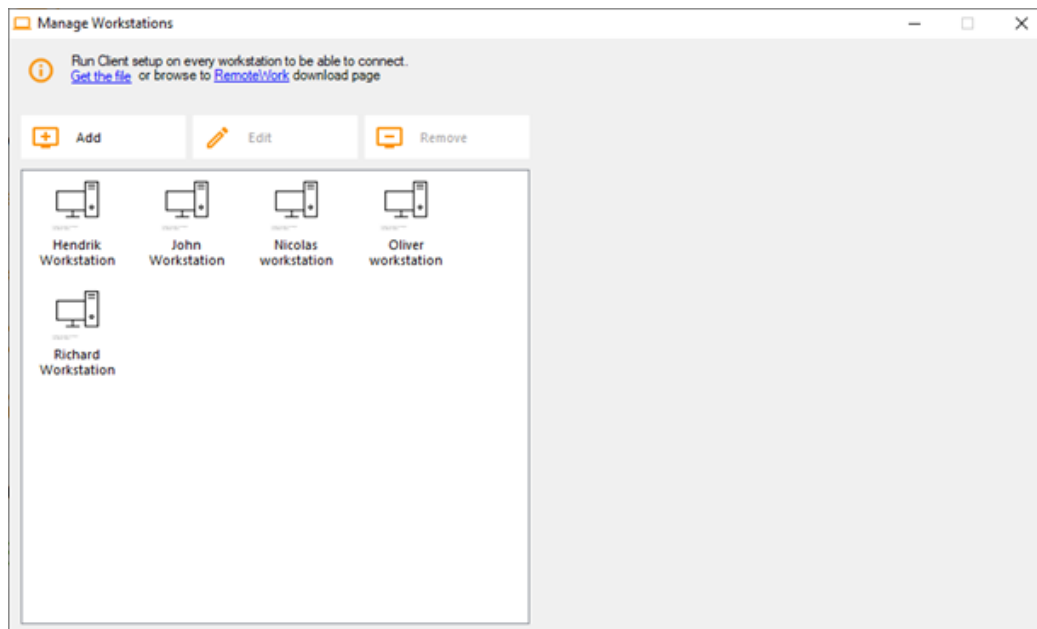 Manage Workstations
Run Client setup on every workstation to be able to connect.
Get the file or browse to RemoteWork download page
Add
Edit
Remove
Hendrik
Workstation
John
Workstation
Nicolas
workstation
Oliver
workstation
Richard
Workstation